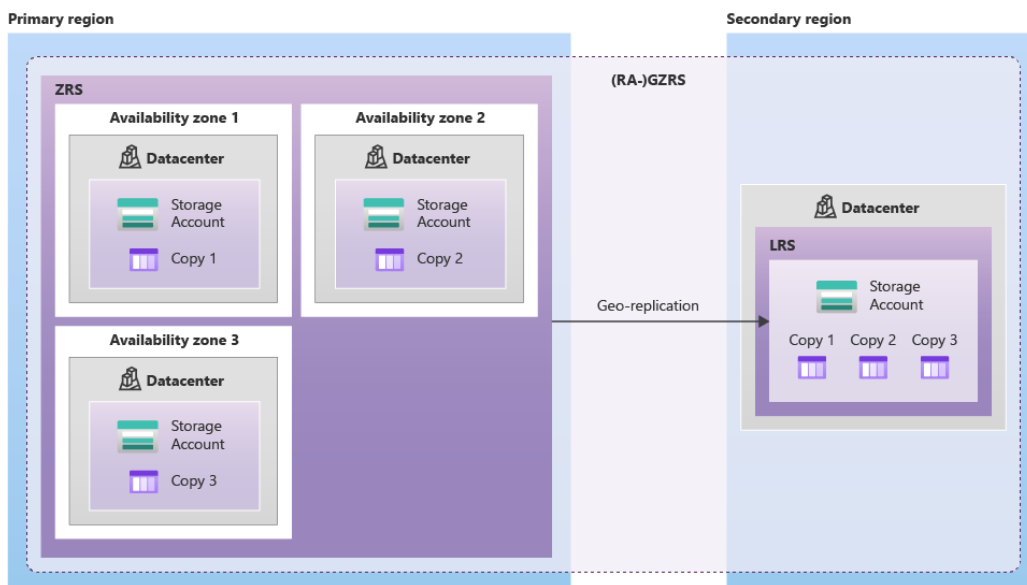 Primary region
Secondary region
(RA-)GZRS
ZRS
Availability zone 1
Datacenter
Storage
Account
Copy 1
Availability zone 2
Datacenter
Storage
Account
Copy 2
Availability zone 3
Datacenter
Storage
Account
Copy 3
Geo-replication
Datacenter
LRS
Storage
Account
Copy 1 Copy 2 Copy 3